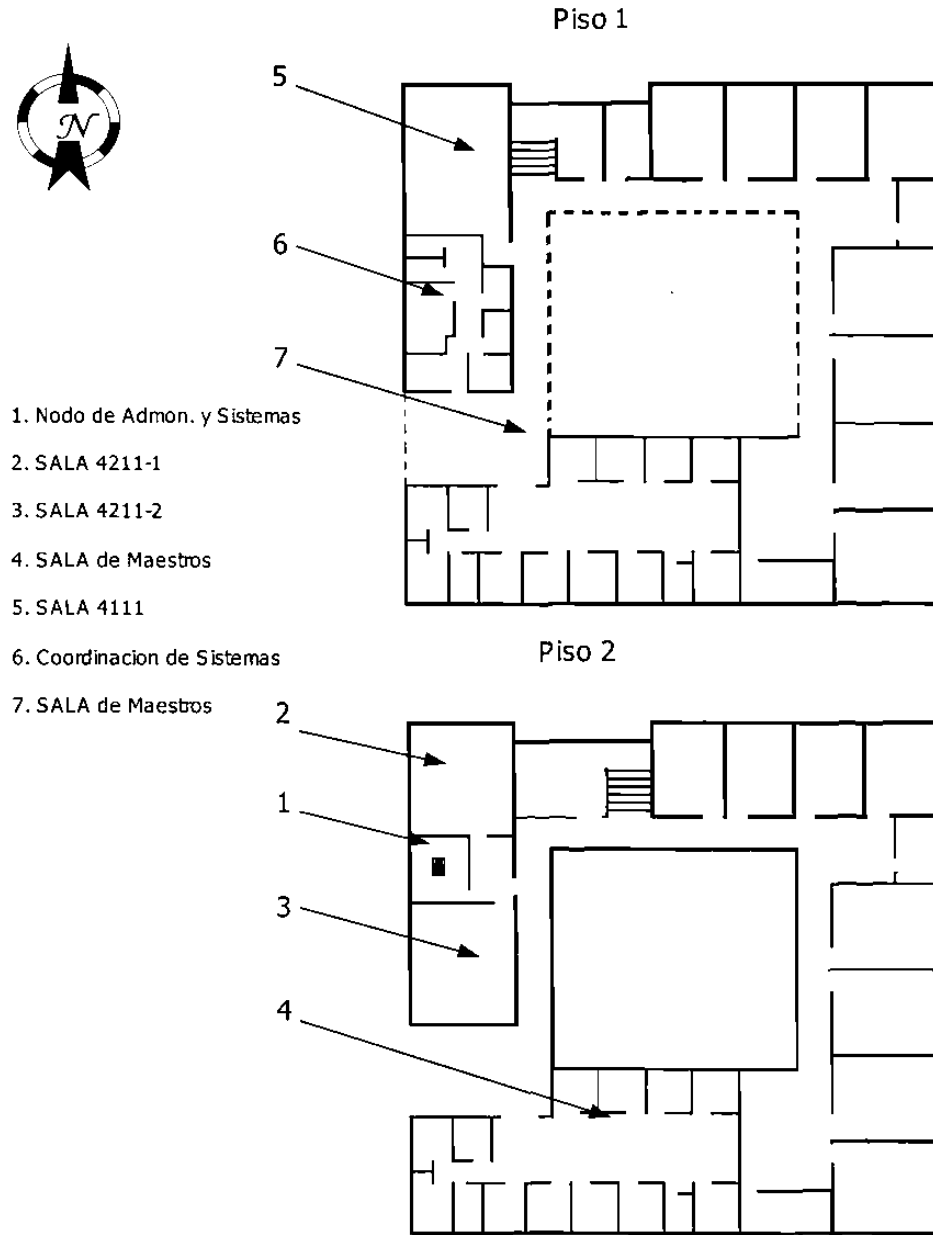 Piso 1
N
5
6
7
1. Nodo de Admon. y Sistemas
2. SALA 4211-1
3. SALA 4211-2
4. SALA de Maestros
5. SALA 4111
6. Coordinacion de Sistemas
7. SALA de Maestros
Piso 2
2
1
3
4